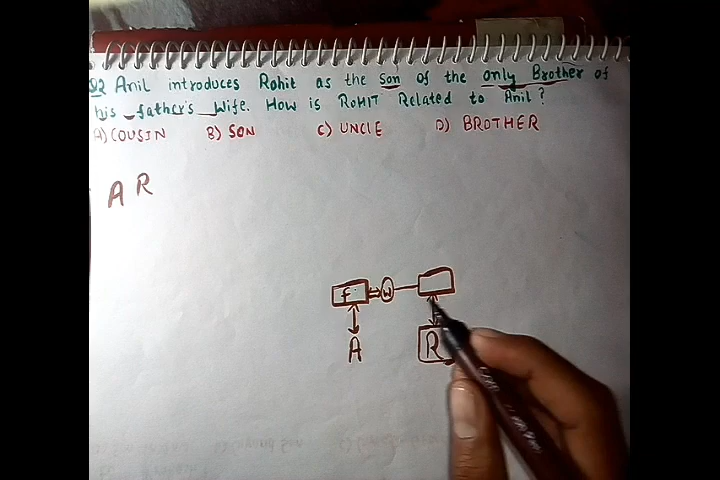 Q2 Anil introduces Rohit as the son of the only Brother of
his father's Wife. How is ROHIT Related to Anil?
A) COUSIN B) SON C) UNCLE D) BROTHER
A R
F W
A R